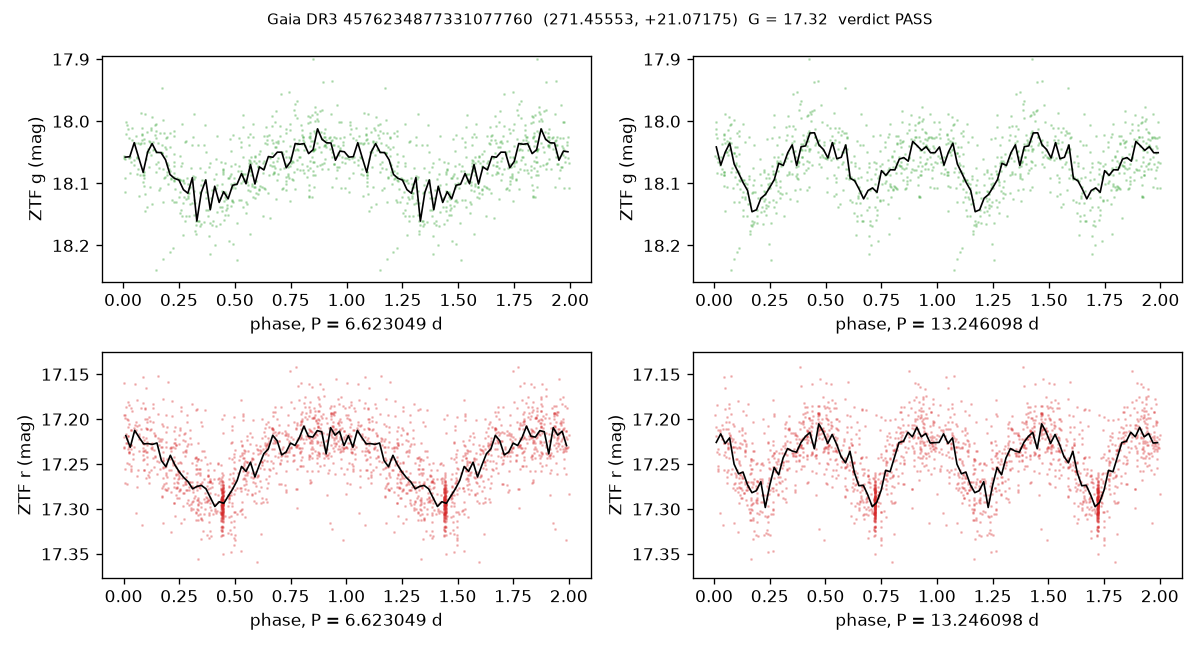 Gaia DR3 4576234877331077760 (271.45553, +21.07175) G = 17.32 verdict PASS
ZTF g (mag)
17.9
18.0
18.1
18.2
0.00 0.25 0.50 0.75 1.00 1.25 1.50 1.75 2.00
phase, P = 6.623049 d
ZTF g (mag)
17.9
18.0
18.1
18.2
0.00 0.25 0.50 0.75 1.00 1.25 1.50 1.75 2.00
phase, P = 13.246098 d
ZTF r (mag)
17.15
17.20
17.25
17.30
17.35
0.00 0.25 0.50 0.75 1.00 1.25 1.50 1.75 2.00
phase, P = 6.623049 d
ZTF r (mag)
17.15
17.20
17.25
17.30
17.35
0.00 0.25 0.50 0.75 1.00 1.25 1.50 1.75 2.00
phase, P = 13.246098 d